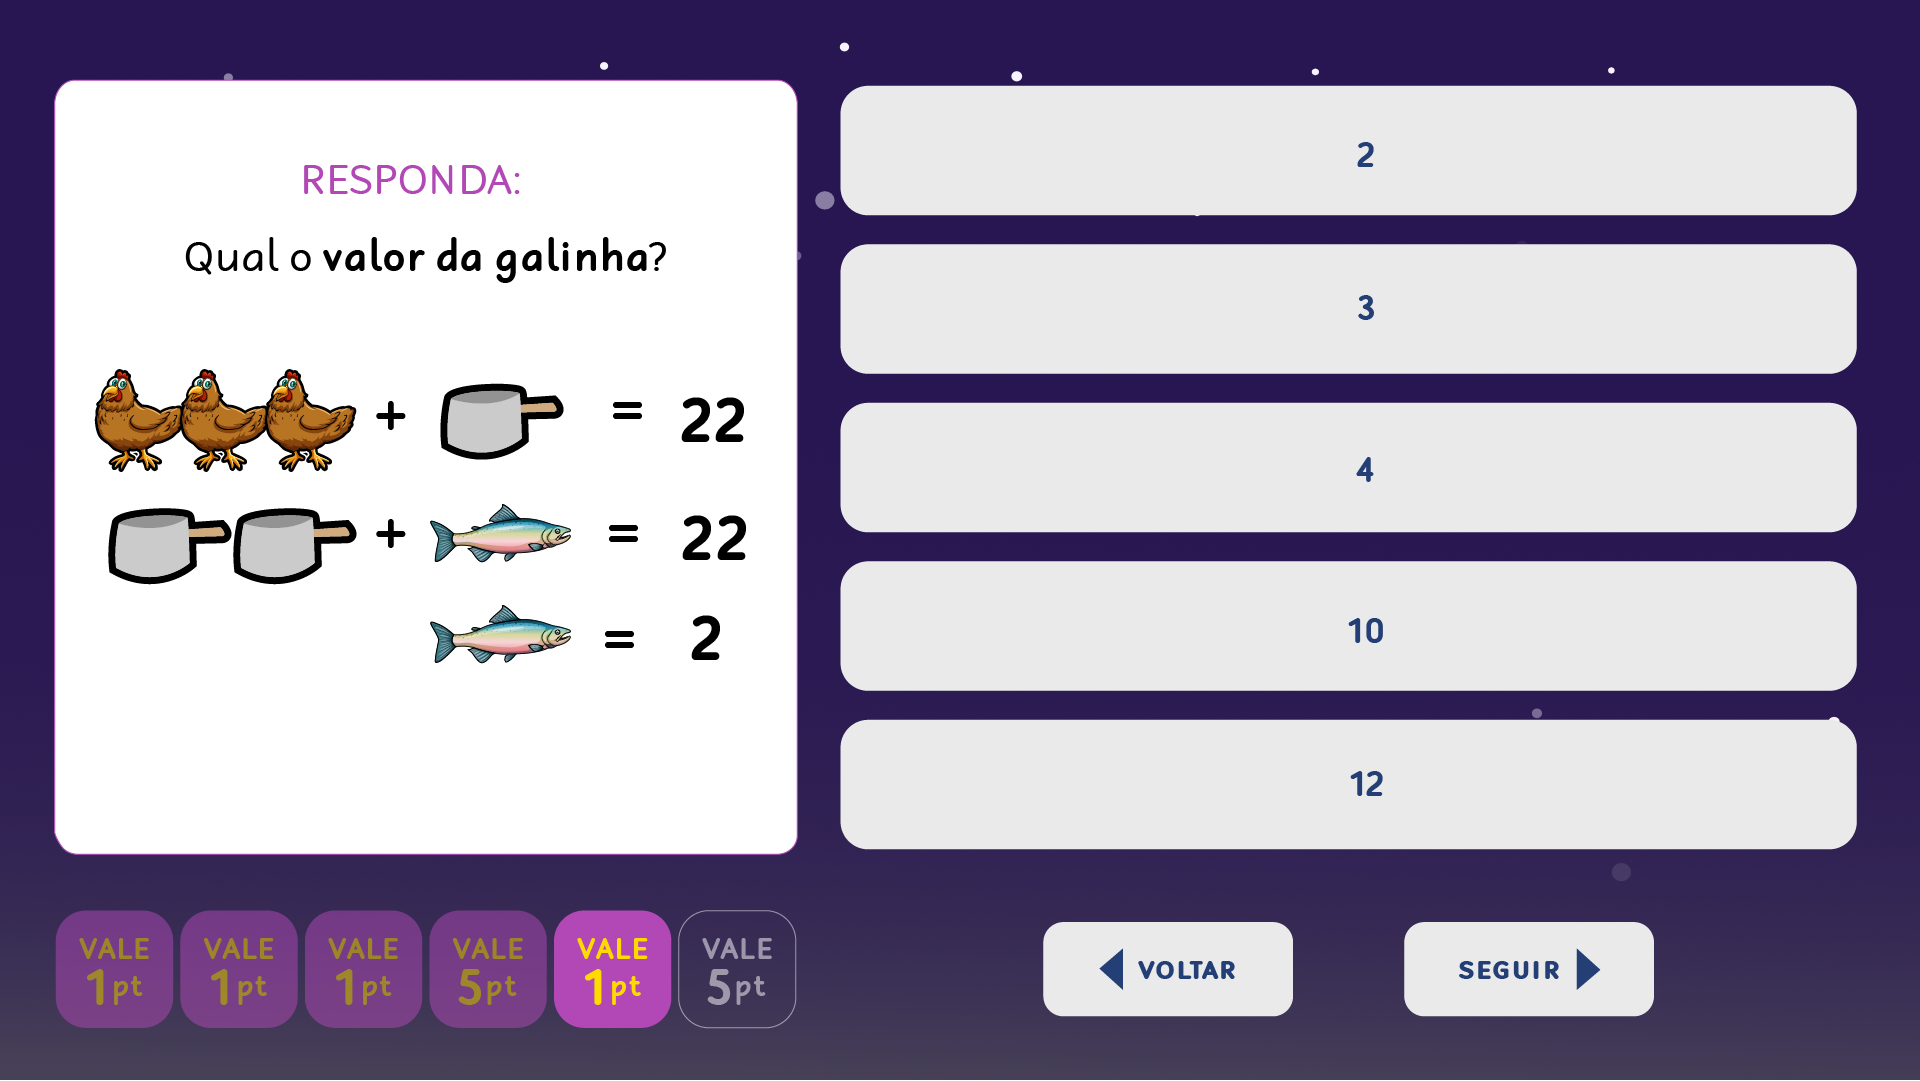 RESPONDA:
Qual o valor da galinha?
+ = 22
+ = 22
= 2
2
3
4
10
12
VALE 1pt
VALE 1pt
VALE 1pt
VALE 5pt
VALE 1pt
VALE 5pt
VOLTAR
SEGUIR